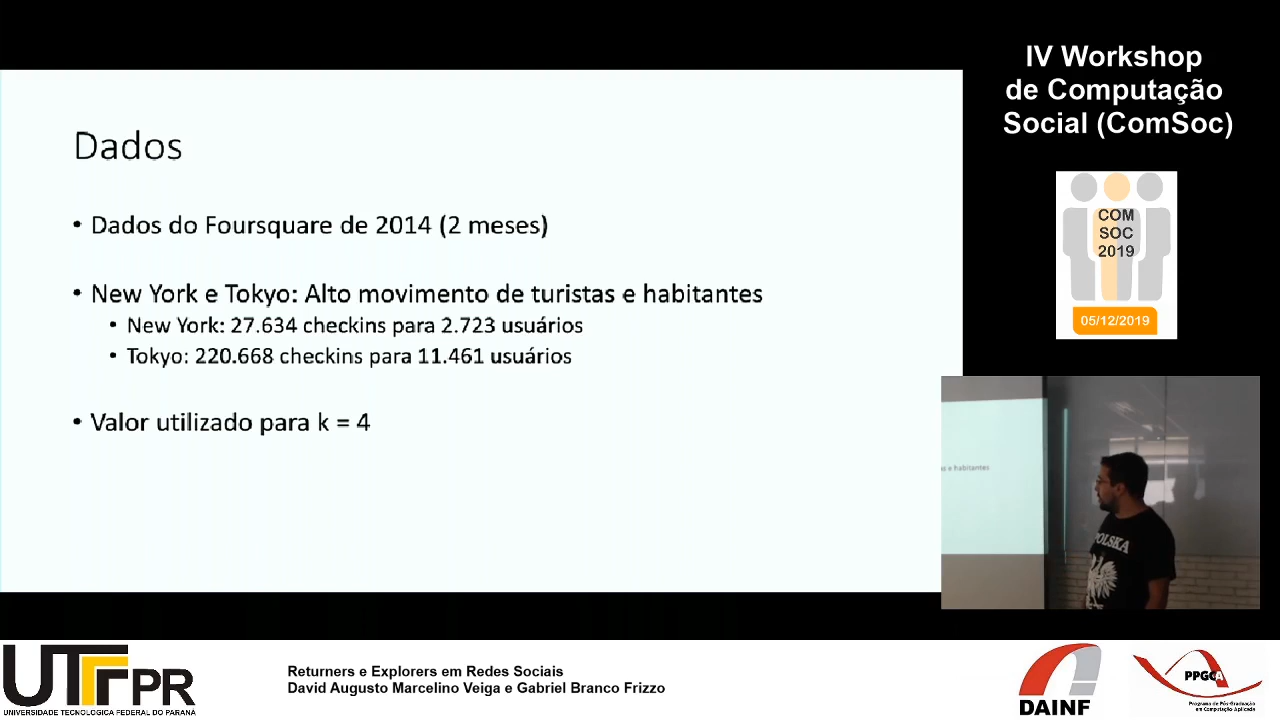 IV Workshop
de Computação
Social (ComSoc)
COM
SOC
2019
05/12/2019
Dados
• Dados do Foursquare de 2014 (2 meses)
• New York e Tokyo: Alto movimento de turistas e habitantes
• New York: 27.634 checkins para 2.723 usuários
• Tokyo: 220.668 checkins para 11.461 usuários
• Valor utilizado para k = 4
as e habitantes
POLSKA
UTFPR
UNIVERSIDADE TECNOLÓGICA FEDERAL DO PARANÁ
Returners e Explorers em Redes Sociais
David Augusto Marcelino Veiga e Gabriel Branco Frizzo
DAINF
PPGCA
Programa de Pós-Graduação
em Computação Aplicada